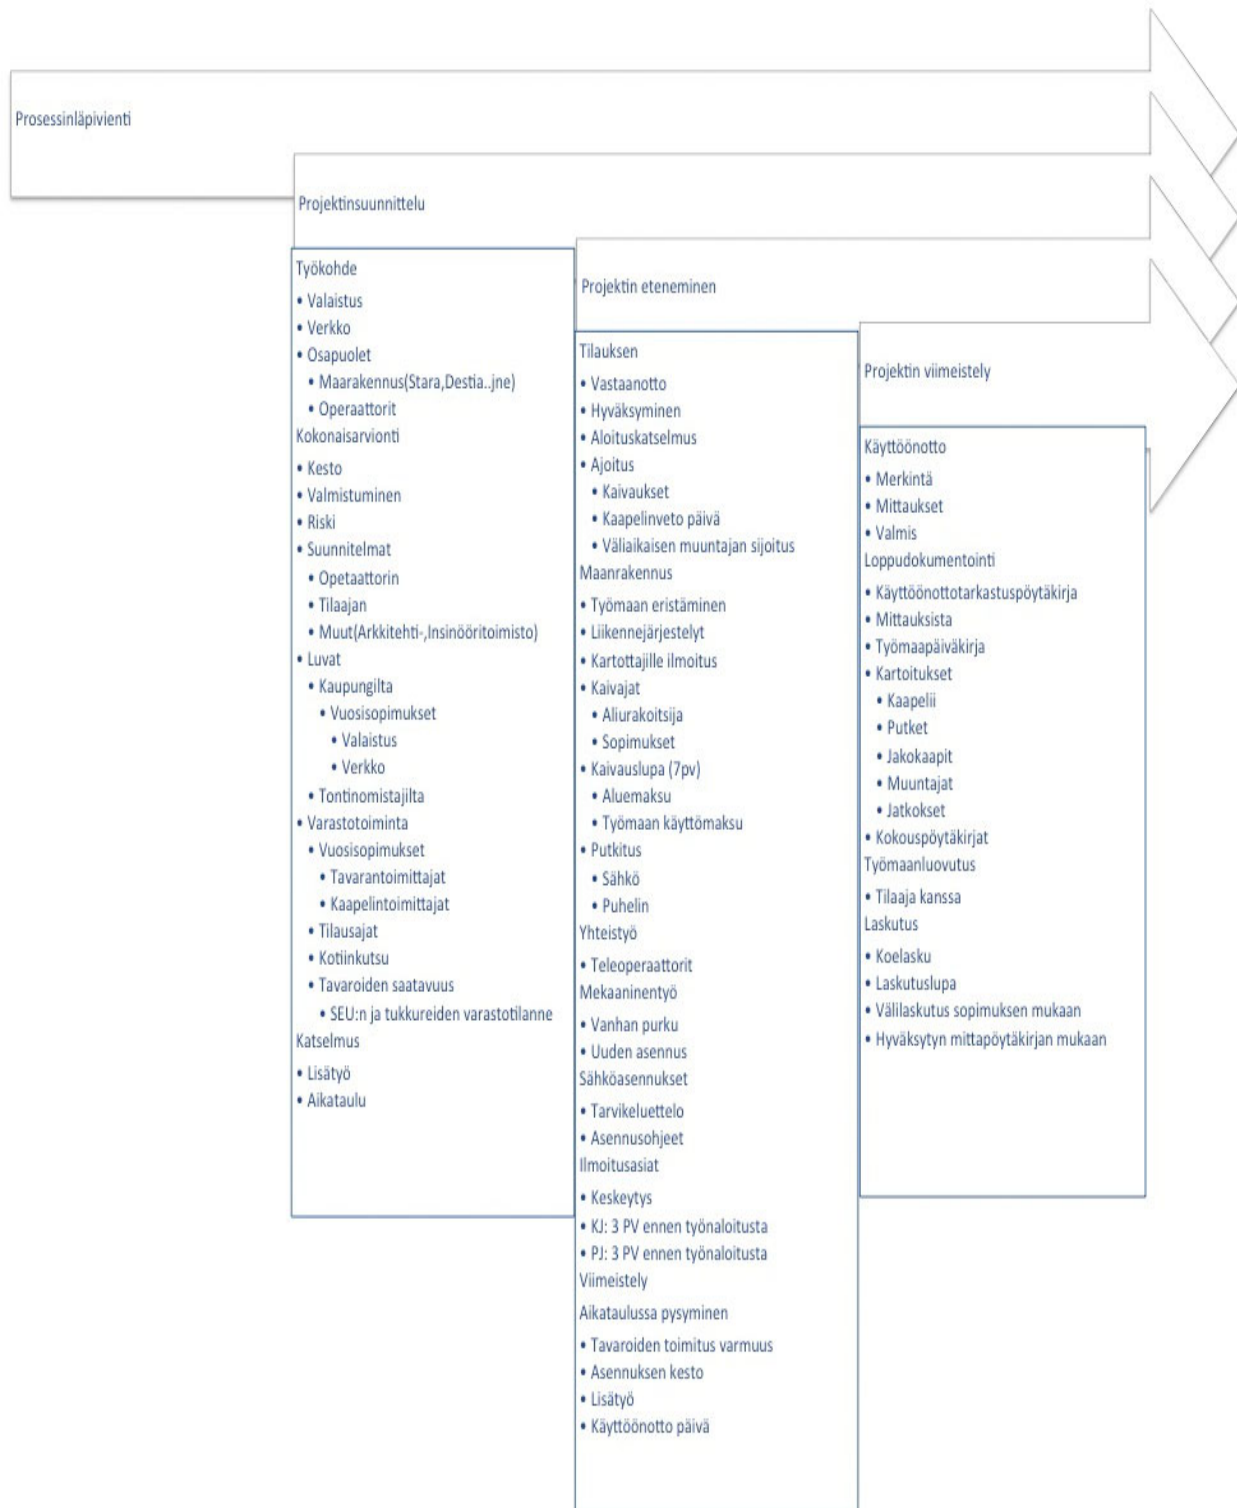 Prosessinläpivienti
Projektinsuunnittelu
Työkohde
• Valaistus
• Verkko
• Osapuolet
• Maarakennus(Stara,Destia..jne)
• Operaattorit
Kokonaisarvionti
• Kesto
• Valmistuminen
• Riski
• Suunnitelmat
• Opetaattorin
• Tilaajan
• Muut(Arkkitehti-,Insinööritoimisto)
• Luvat
• Kaupungilta
• Vuosisopimukset
• Valaistus
• Verkko
• Tontinomistajilta
• Varastotoiminta
• Vuosisopimukset
• Tavarantoimittajat
• Kaapelintoimittajat
• Tilausajat
• Kotiinkutsu
• Tavaroiden saatavuus
• SEU:n ja tukkureiden varastotilanne
Katselmus
• Lisätyö
• Aikataulu
Projektin eteneminen
Tilauksen
• Vastaanotto
• Hyväksyminen
• Aloituskatselmus
• Ajoitus
• Kaivaukset
• Kaapelinveto päivä
• Väliaikaisen muuntajan sijoitus
Maanrakennus
• Työmaan eristäminen
• Liikennejärjestelyt
• Kartottajille ilmoitus
• Kaivajat
• Aliurakoitsija
• Sopimukset
• Kaivauslupa (7pv)
• Aluemaksu
• Työmaan käyttömaksu
• Putkitus
• Sähkö
• Puhelin
Yhteistyö
• Teleoperaattorit
Mekaaninentyö
• Vanhan purku
• Uuden asennus
Sähköasennukset
• Tarvikeluettelo
• Asennusohjeet
Ilmoitusasiat
• Keskeytys
• KJ: 3 PV ennen työnaloitusta
• PJ: 3 PV ennen työnaloitusta
Viimeistely
Aikataulussa pysyminen
• Tavaroiden toimitus varmuus
• Asennuksen kesto
• Lisätyö
• Käyttöönotto päivä
Projektin viimeistely
Käyttöönotto
• Merkintä
• Mittaukset
• Valmis
Loppudokumentointi
• Käyttöönottotarkastuspöytäkirja
• Mittauksista
• Työmaapäiväkirja
• Kartoitukset
• Kaapelii
• Putket
• Jakokaapit
• Muuntajat
• Jatkokset
• Kokouspöytäkirjat
Työmaanluovutus
• Tilaaja kanssa
Laskutus
• Koelasku
• Laskutuslupa
• Välilaskutus sopimuksen mukaan
• Hyväksytyn mittapöytäkirjan mukaan